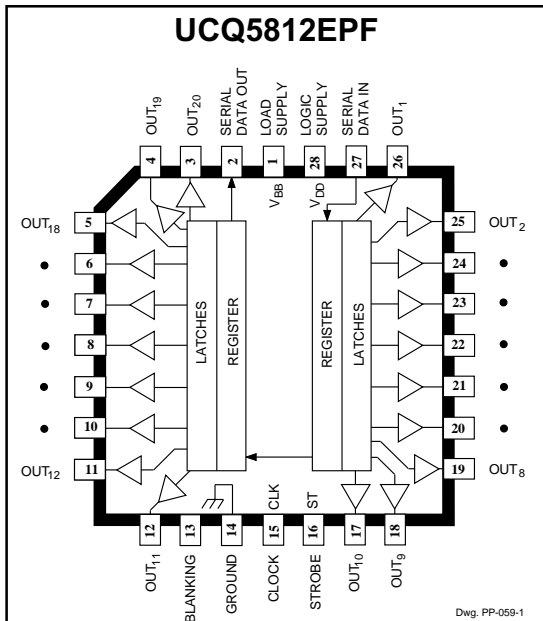 UCQ5812EPF
OUT19
OUT20
SERIAL DATA OUT
LOAD SUPPLY
LOGIC SUPPLY
SERIAL DATA IN
OUT1
4
3
2
1
28
27
26
VBB
VDD
OUT18
5
25
OUT2
6
24
7
23
8
22
9
21
10
20
OUT12
11
19
OUT8
LATCHES
REGISTER
REGISTER
LATCHES
CLK
ST
12
13
14
15
16
17
18
OUT11
BLANKING
GROUND
CLOCK
STROBE
OUT10
OUT9
Dwg. PP-059-1